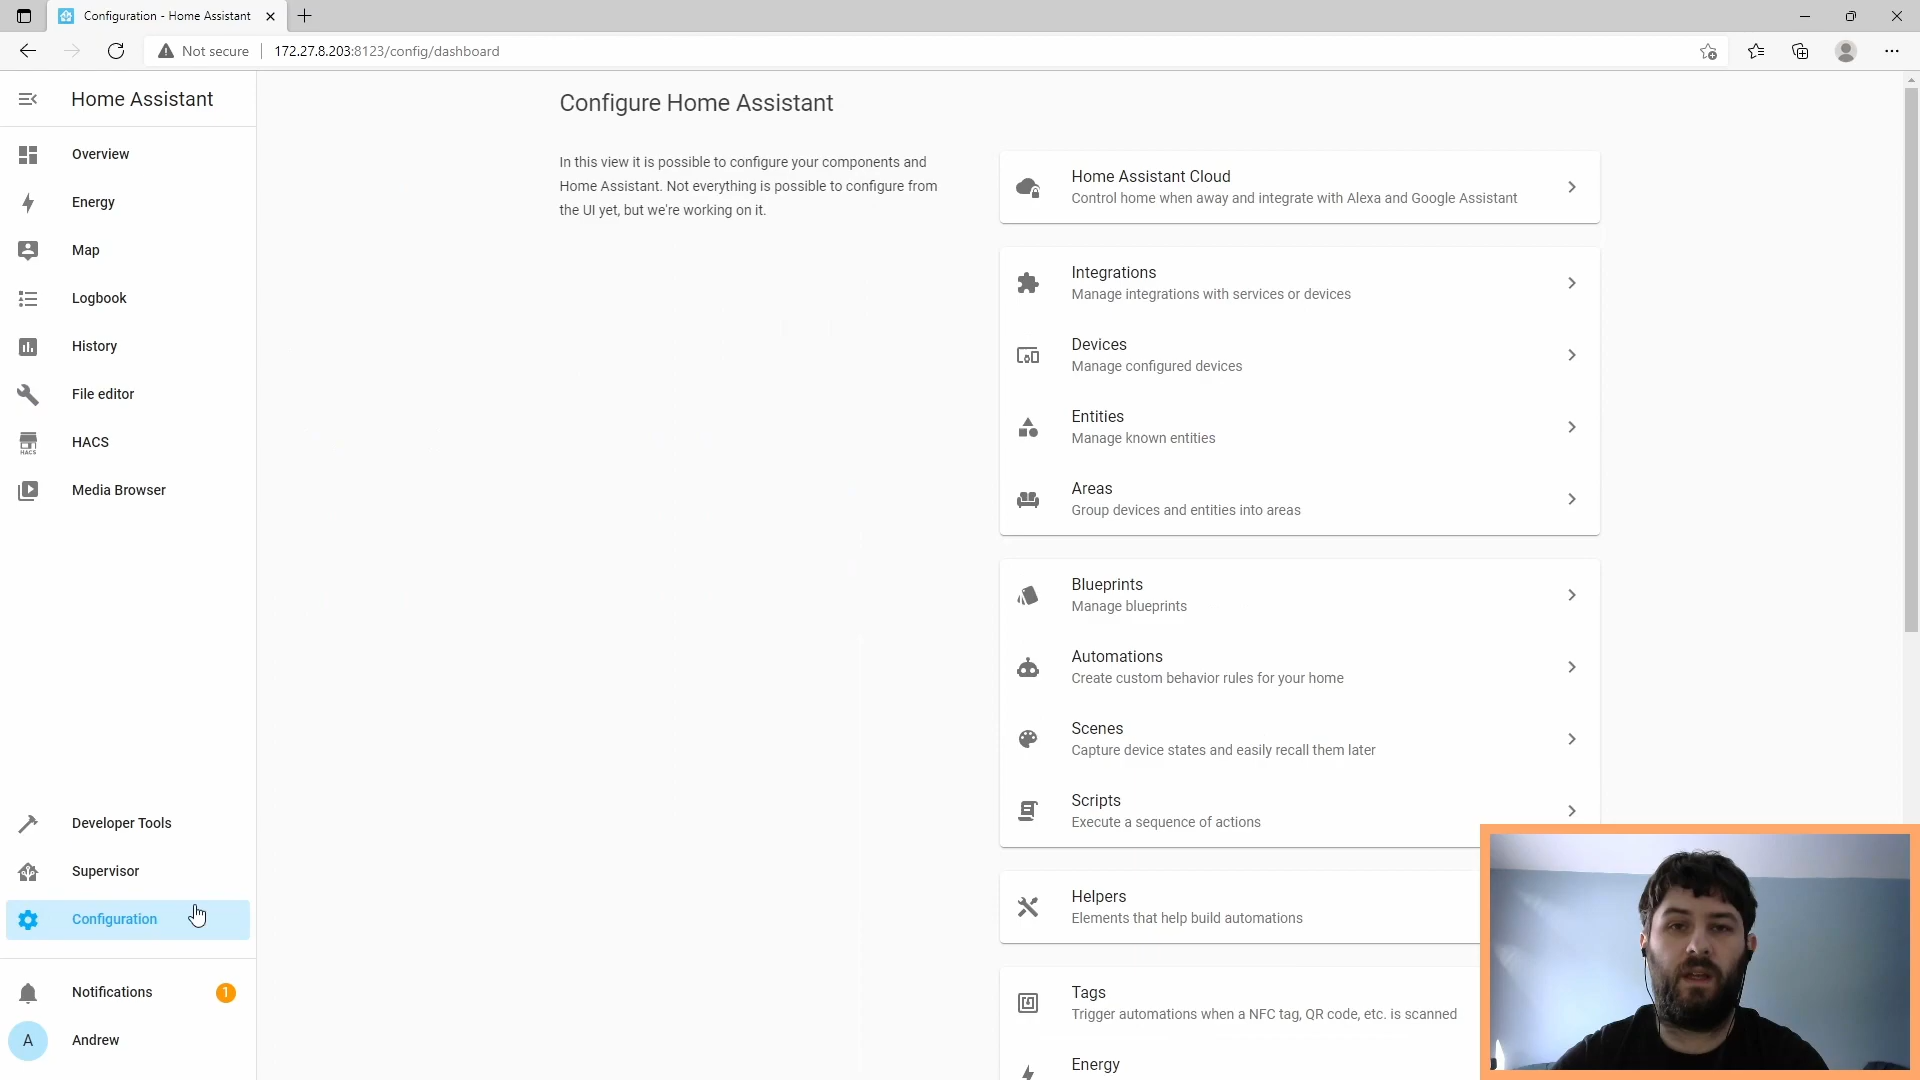 Configuration - Home Assistant
Not secure
172.27.8.203:8123/config/dashboard
Home Assistant
Overview
Energy
Map
Logbook
History
File editor
HACS
HACS
Media Browser
Developer Tools
Supervisor
Configuration
Notifications
1
A
Andrew
Configure Home Assistant
In this view it is possible to configure your components and
Home Assistant. Not everything is possible to configure from
the UI yet, but we're working on it.
Home Assistant Cloud
Control home when away and integrate with Alexa and Google Assistant
Integrations
Manage integrations with services or devices
Devices
Manage configured devices
Entities
Manage known entities
Areas
Group devices and entities into areas
Blueprints
Manage blueprints
Automations
Create custom behavior rules for your home
Scenes
Capture device states and easily recall them later
Scripts
Execute a sequence of actions
Helpers
Elements that help build automations
Tags
Trigger automations when a NFC tag, QR code, etc. is scanned
Energy